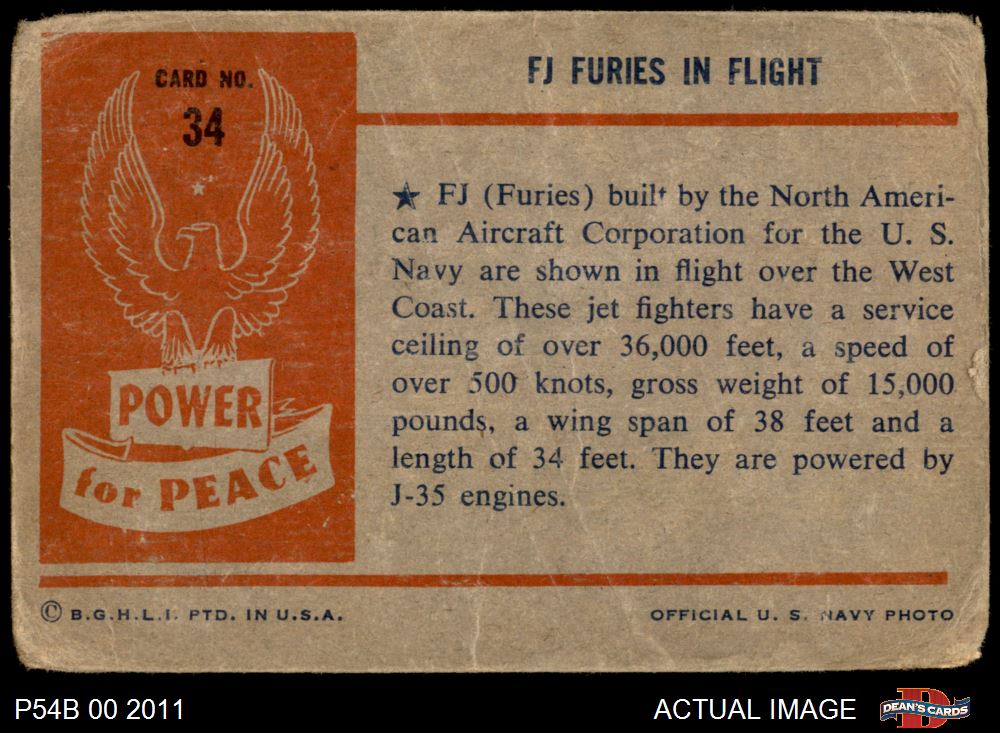 CARD NO.
34
POWER
for PEACE
FJ FURIES IN FLIGHT
★ FJ (Furies) built by the North Ameri-
can Aircraft Corporation for the U. S.
Navy are shown in flight over the West
Coast. These jet fighters have a service
ceiling of over 36,000 feet, a speed of
over 500 knots, gross weight of 15,000
pounds, a wing span of 38 feet and a
length of 34 feet. They are powered by
J-35 engines.
© B.G.H.L.I. PTD. IN U.S.A.
OFFICIAL U. S. NAVY PHOTO
P54B 00 2011
ACTUAL IMAGE
D
DEAN'S CARDS